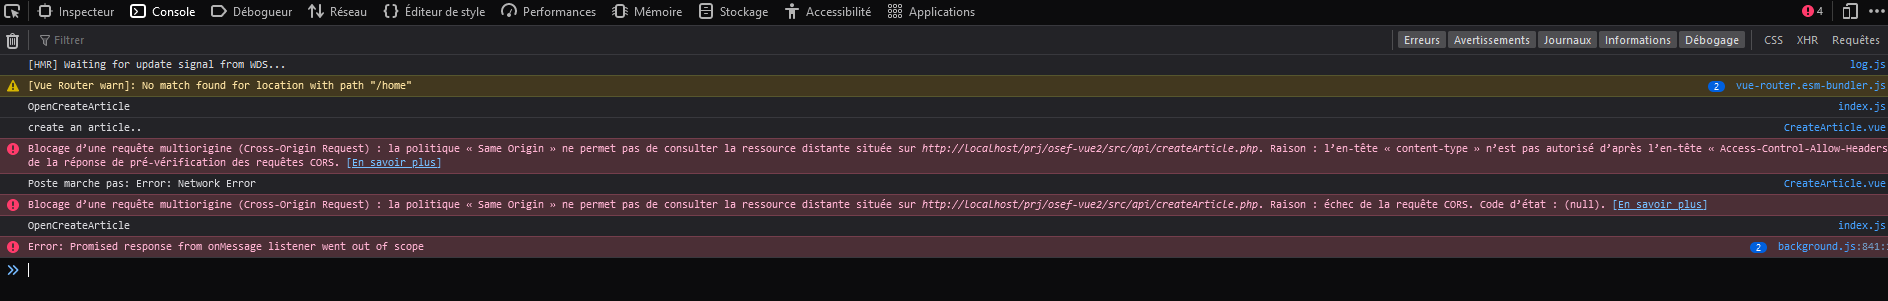 Inspecteur Console Débogueur Réseau Éditeur de style Performances Mémoire Stockage Accessibilité Applications 4
Filtrer Erreurs Avertissements Journaux Informations Débogage CSS XHR Requêtes
[HMR] Waiting for update signal from WDS... log.js
[Vue Router warn]: No match found for location with path "/home" 2 vue-router.esm-bundler.js
OpenCreateArticle index.js
create an article.. CreateArticle.vue
Blocage d’une requête multiorigine (Cross-Origin Request) : la politique « Same Origin » ne permet pas de consulter la ressource distante située sur http://localhost/prj/osef-vue2/src/api/createArticle.php. Raison : l’en-tête « content-type » n’est pas autorisé d’après l’en-tête « Access-Control-Allow-Headers
de la réponse de pré-vérification des requêtes CORS. [En savoir plus]
Poste marche pas: Error: Network Error CreateArticle.vue
Blocage d’une requête multiorigine (Cross-Origin Request) : la politique « Same Origin » ne permet pas de consulter la ressource distante située sur http://localhost/prj/osef-vue2/src/api/createArticle.php. Raison : échec de la requête CORS. Code d’état : (null). [En savoir plus]
OpenCreateArticle index.js
Error: Promised response from onMessage listener went out of scope 2 background.js:841: